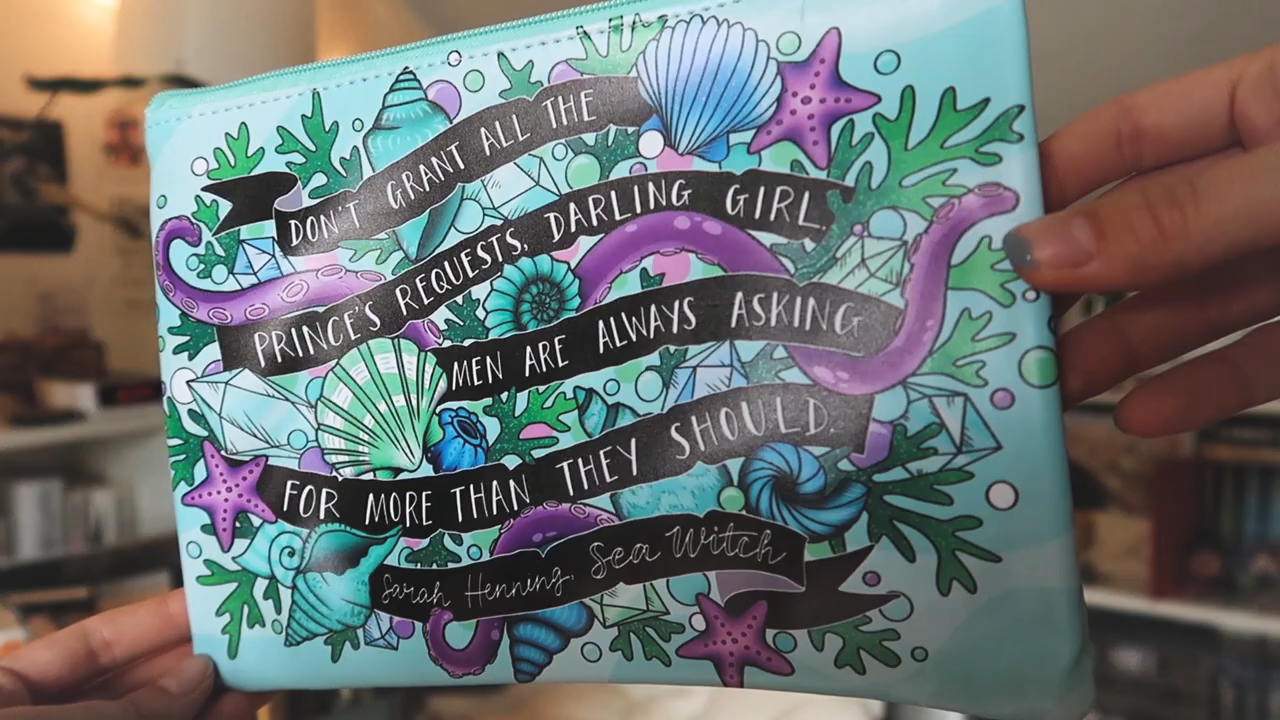 DON'T GRANT ALL THE
PRINCE'S REQUESTS, DARLING GIRL.
MEN ARE ALWAYS ASKING
FOR MORE THAN THEY SHOULD.
Sarah Henning, Sea Witch